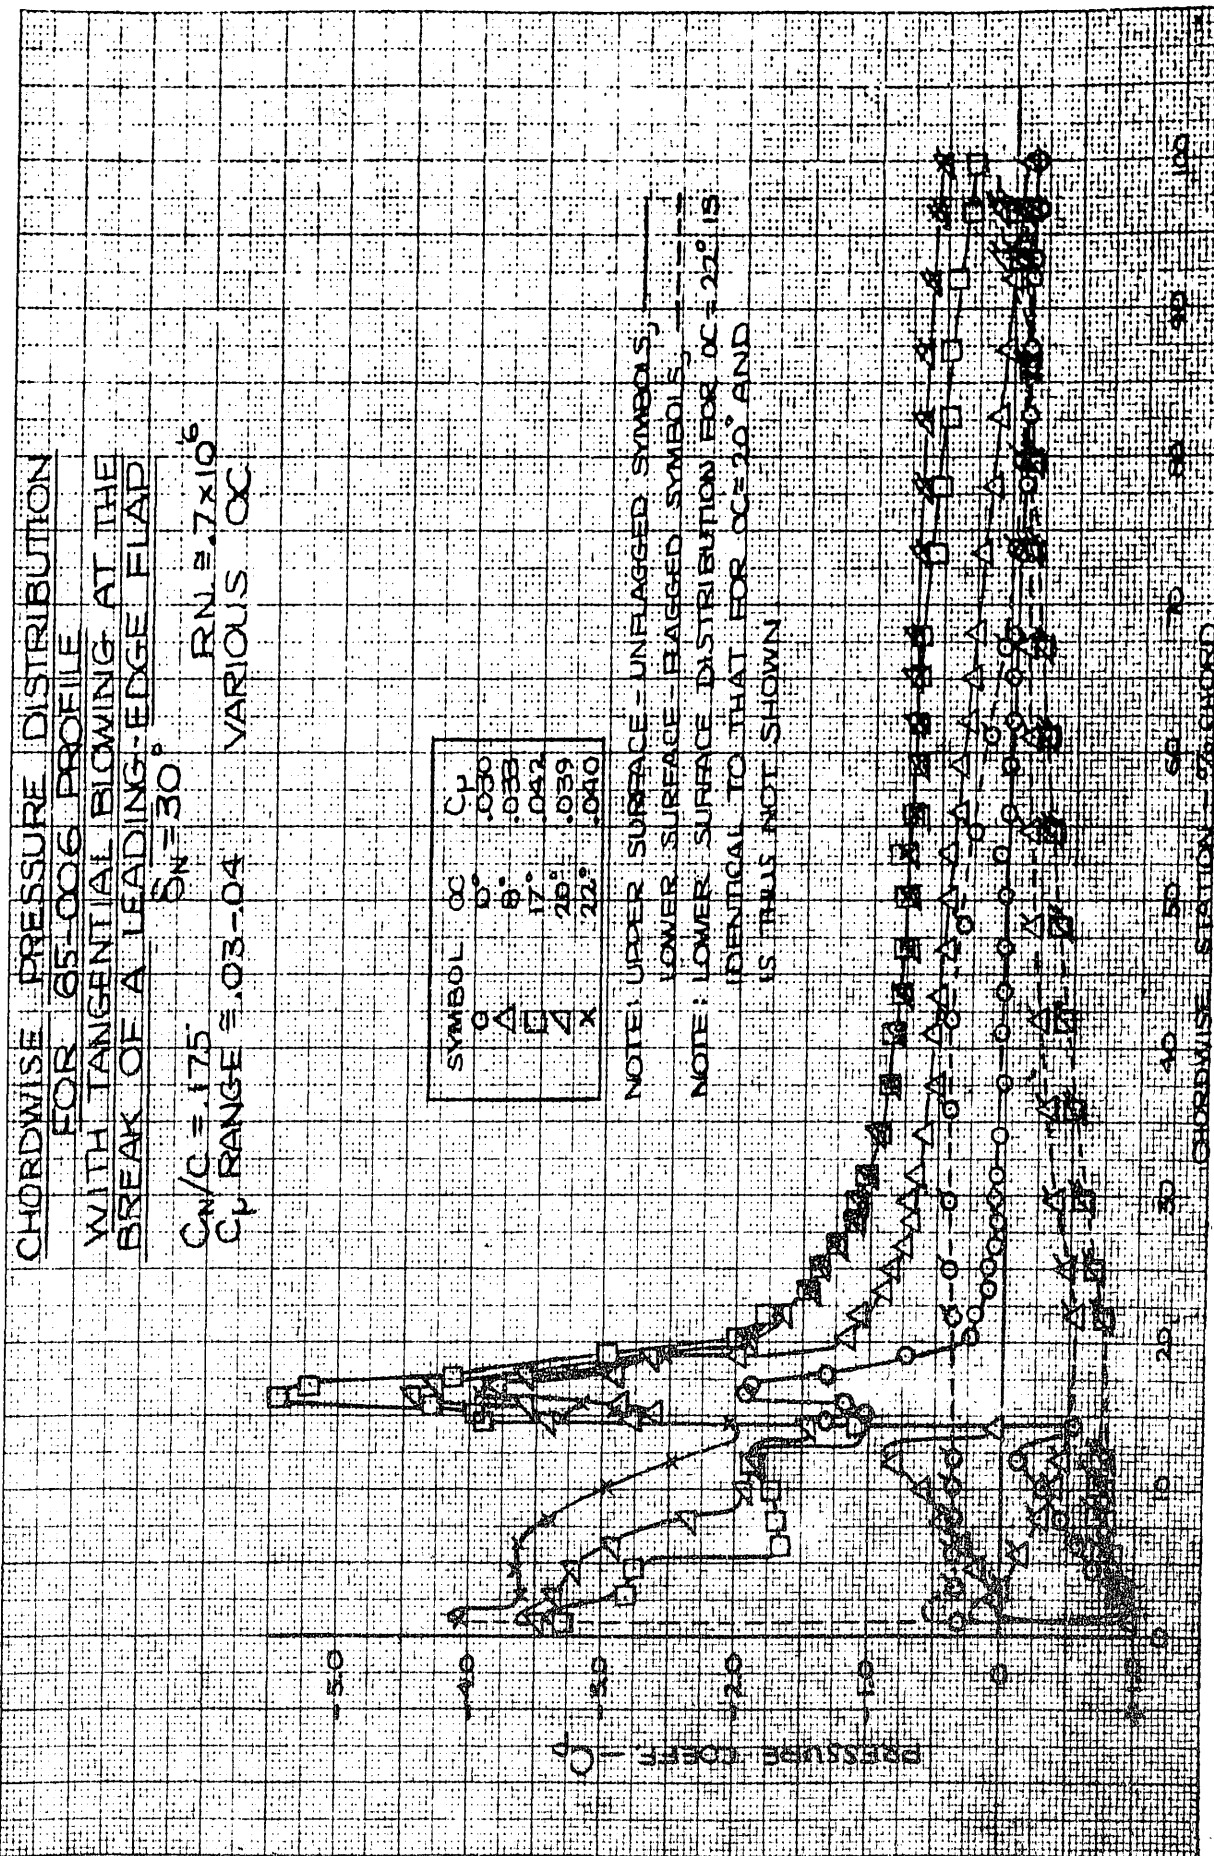 CHORDWISE PRESSURE DISTRIBUTION
FOR 65-006 PROFILE
WITH TANGENTIAL BLOWING AT THE
BREAK OF A LEADING-EDGE FLAP
δN = 30°
CN/C = .175 RN. ≅ .7×10⁶
Cμ RANGE ≅ .03-.04 VARIOUS ∝
SYMBOL ∝ Cμ
○ 0° .030
△ 8° .033
□ 17° .042
◁ 20° .039
× 22° .040
NOTE: UPPER SURFACE - UNFLAGGED SYMBOLS,
LOWER SURFACE - FLAGGED SYMBOLS,
NOTE: LOWER SURFACE DISTRIBUTION FOR ∝ = 22° IS
IDENTICAL TO THAT FOR ∝ = 20° AND
IS THUS NOT SHOWN
PRESSURE COEFF. - Cp
-5.0
-4.0
-3.0
-2.0
-1.0
0
+1.0
0 10 20 30 40 50 60 70 80 90 100
CHORDWISE STATION - % CHORD